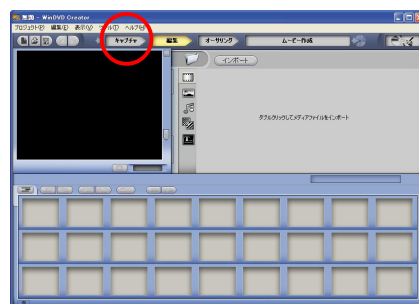 無題 - WinDVD Creator
プロジェクト(P) 編集(E) 表示(V) ツール(T) ヘルプ(H)
キャプチャ 編集 オーサリング ムービー作成
インポート
ダブルクリックしてメディアファイルをインポート